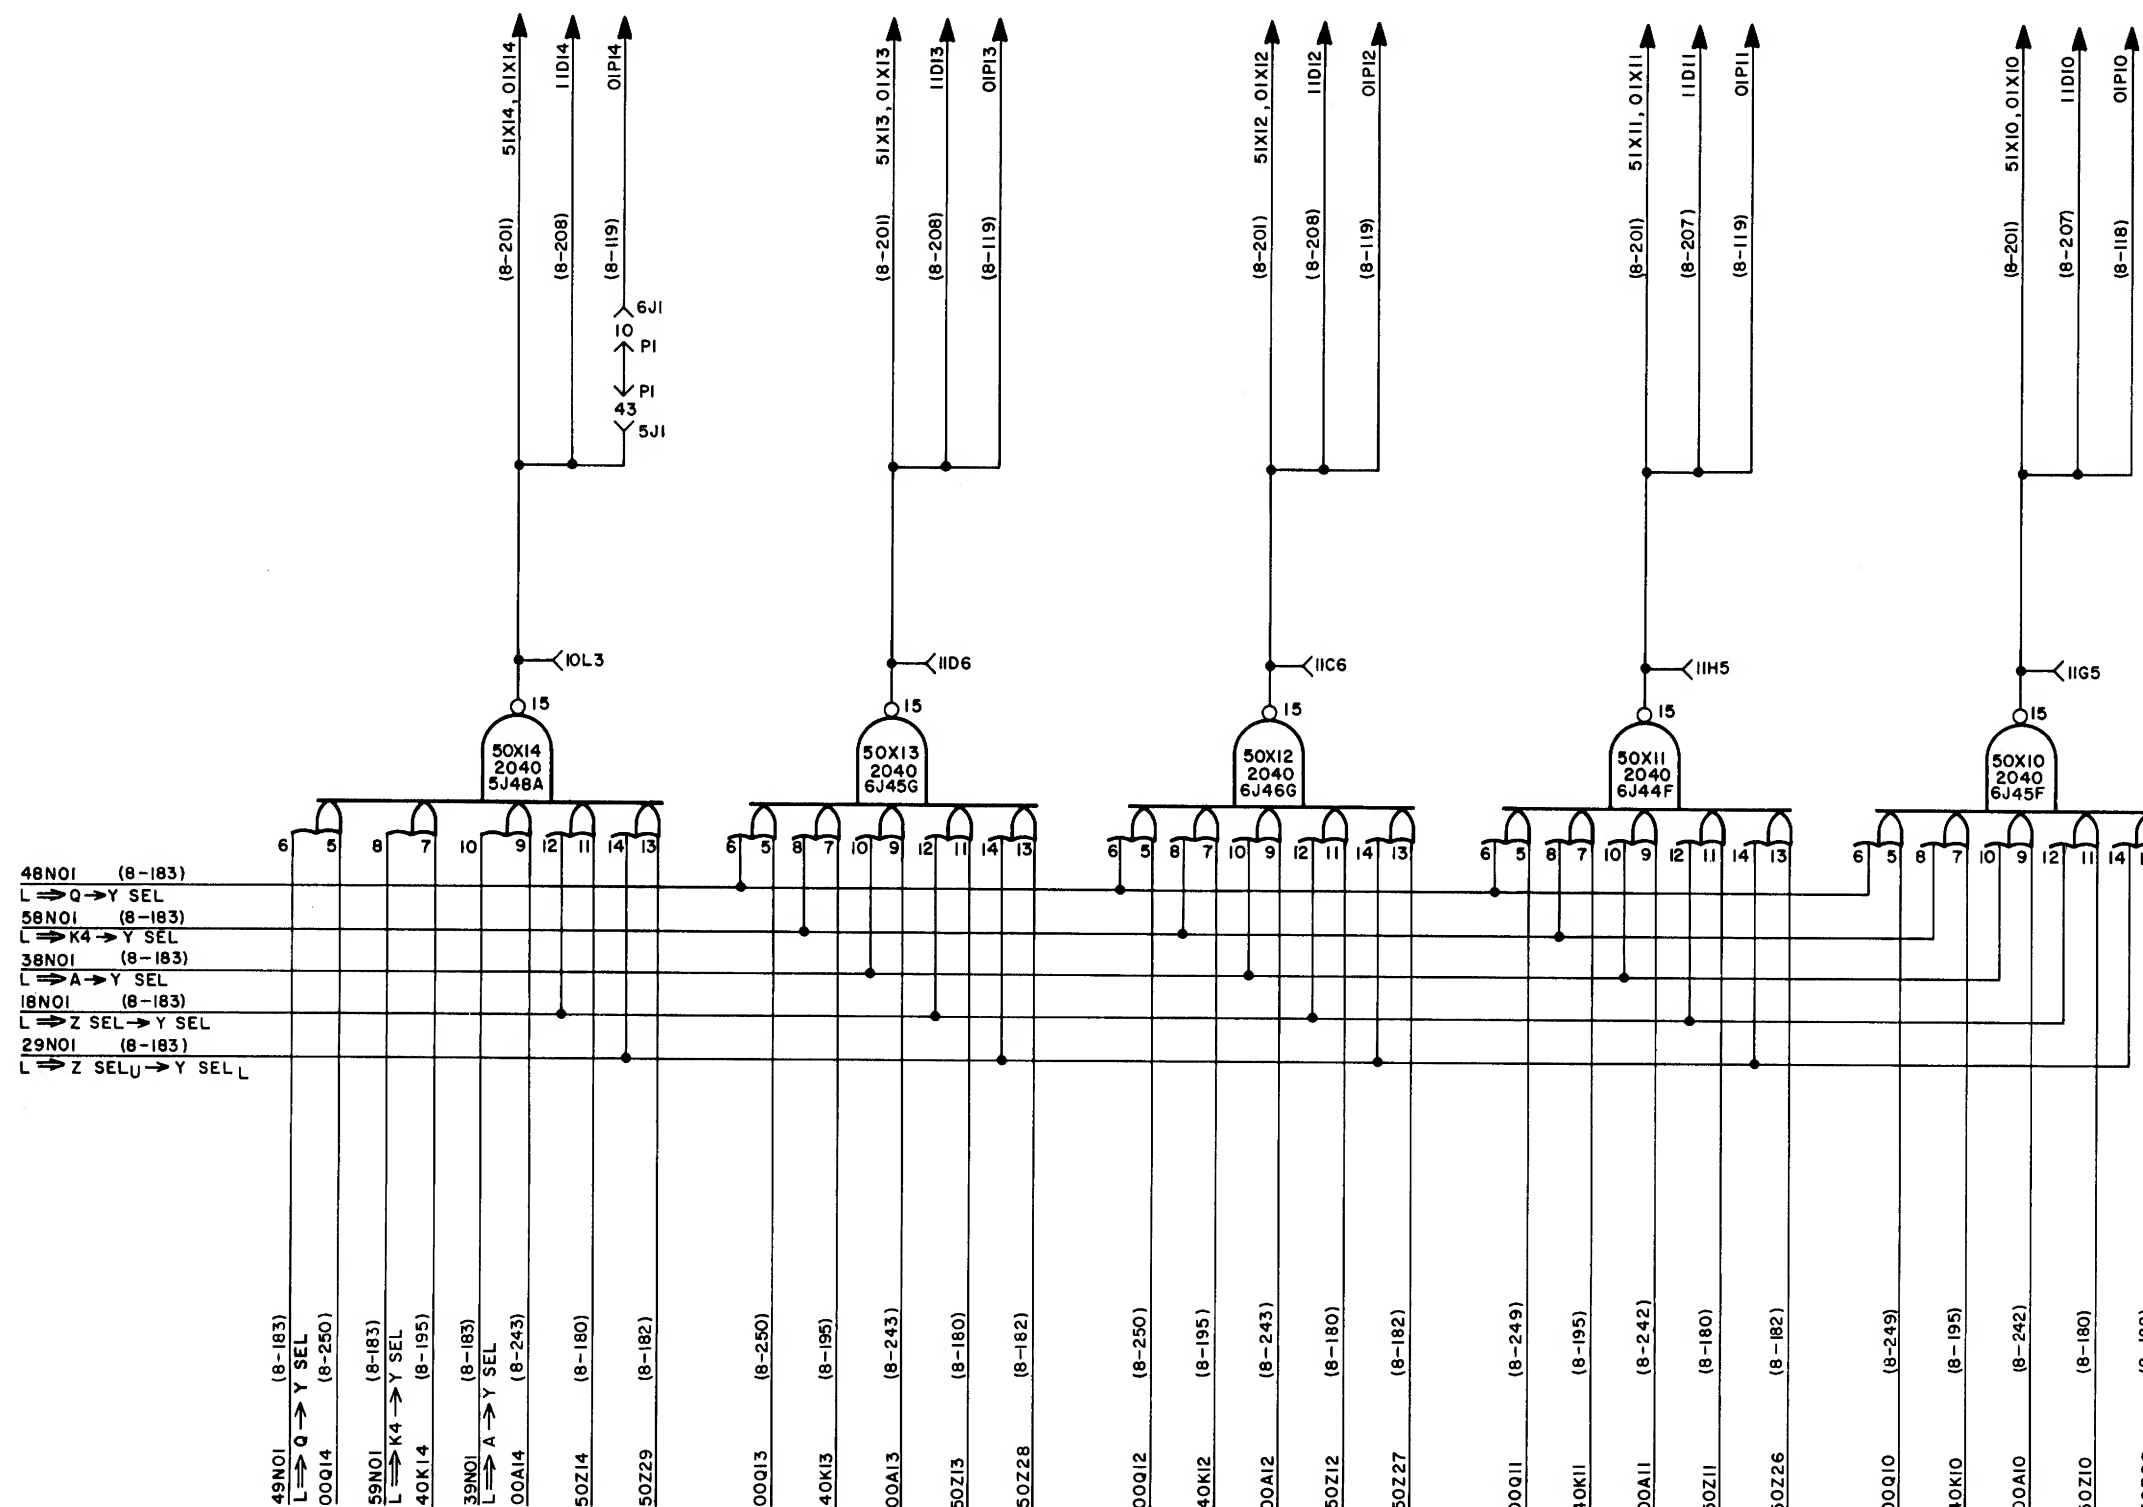 51X14, 01X14
11D14
01P14
51X13, 01X13
11D13
01P13
51X12, 01X12
11D12
01P12
51X11, 01X11
11D11
01P11
51X10, 01X10
11D10
01P10
(8-201)
(8-208)
(8-119)
(8-201)
(8-208)
(8-119)
(8-201)
(8-208)
(8-119)
(8-201)
(8-207)
(8-119)
(8-201)
(8-207)
(8-118)
6J1
10
P1
P1
43
5J1
10L3
11D6
11C6
11H5
11G5
15
15
15
15
15
50X14
2040
5J48A
50X13
2040
6J45G
50X12
2040
6J46G
50X11
2040
6J44F
50X10
2040
6J45F
6 5 8 7 10 9 12 11 14 13
6 5 8 7 10 9 12 11 14 13
6 5 8 7 10 9 12 11 14 13
6 5 8 7 10 9 12 11 14 13
6 5 8 7 10 9 12 11 14
48N01 (8-183)
L ⇒ Q → Y SEL
58N01 (8-183)
L ⇒ K4 → Y SEL
38N01 (8-183)
L ⇒ A → Y SEL
18N01 (8-183)
L ⇒ Z SEL → Y SEL
29N01 (8-183)
L ⇒ Z SELU → Y SEL L
49N01 (8-183)
L ⇒ Q → Y SEL
00Q14 (8-250)
59N01 (8-183)
L ⇒ K4 → Y SEL
40K14 (8-195)
39N01 (8-183)
L ⇒ A → Y SEL
00A14 (8-243)
50Z14 (8-180)
50Z29 (8-182)
00Q13 (8-250)
40K13 (8-195)
00A13 (8-243)
50Z13 (8-180)
50Z28 (8-182)
00Q12 (8-250)
40K12 (8-195)
00A12 (8-243)
50Z12 (8-180)
50Z27 (8-182)
00Q11 (8-249)
40K11 (8-195)
00A11 (8-242)
50Z11 (8-180)
50Z26 (8-182)
00Q10 (8-249)
40K10 (8-195)
00A10 (8-242)
50Z10 (8-180)